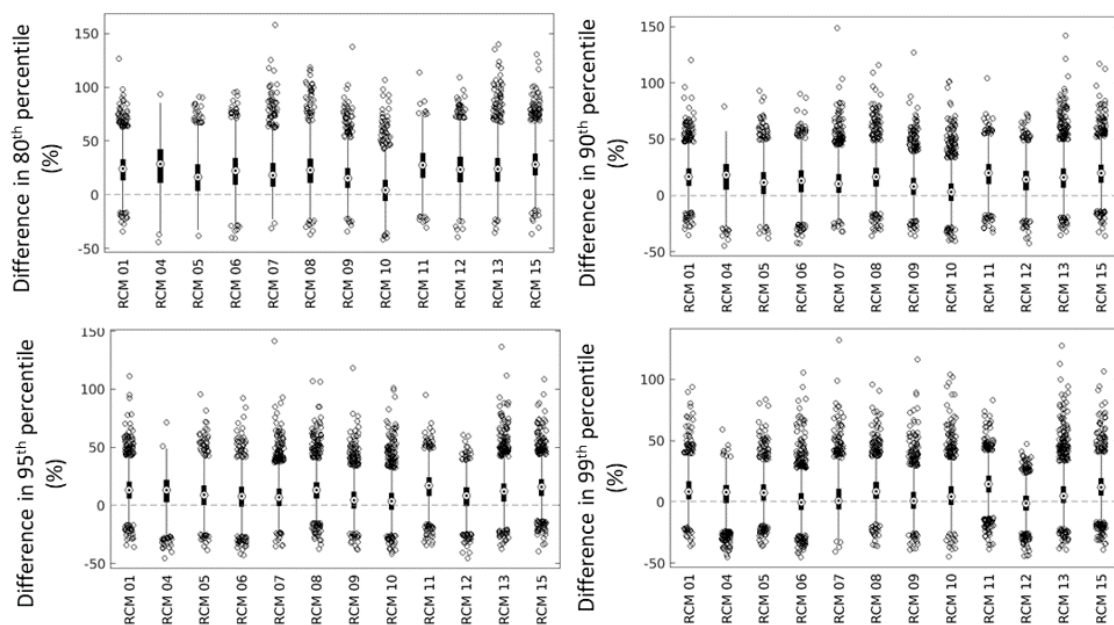 Difference in 80th percentile
(%)
150
100
50
0
-50
RCM 01
RCM 04
RCM 05
RCM 06
RCM 07
RCM 08
RCM 09
RCM 10
RCM 11
RCM 12
RCM 13
RCM 15
Difference in 90th percentile
(%)
150
100
50
0
-50
RCM 01
RCM 04
RCM 05
RCM 06
RCM 07
RCM 08
RCM 09
RCM 10
RCM 11
RCM 12
RCM 13
RCM 15
Difference in 95th percentile
(%)
150
100
50
0
-50
RCM 01
RCM 04
RCM 05
RCM 06
RCM 07
RCM 08
RCM 09
RCM 10
RCM 11
RCM 12
RCM 13
RCM 15
Difference in 99th percentile
(%)
100
50
0
-50
RCM 01
RCM 04
RCM 05
RCM 06
RCM 07
RCM 08
RCM 09
RCM 10
RCM 11
RCM 12
RCM 13
RCM 15